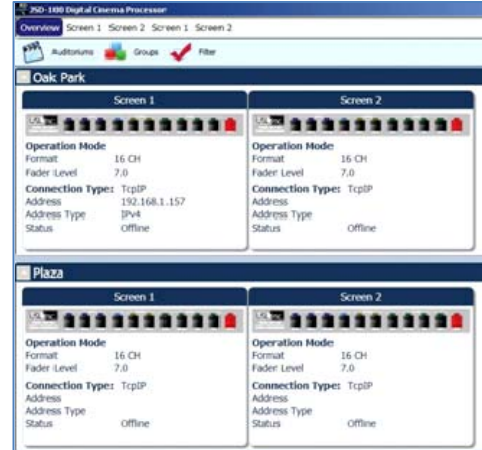 JSD-100 Digital Cinema Processor
Overview Screen 1 Screen 2 Screen 1 Screen 2
Auditoriums Groups Filter
Oak Park
Screen 1
USL
Operation Mode
Format 16 CH
Fader Level 7.0
Connection Type: TcpIP
Address 192.168.1.157
Address Type IPv4
Status Offline
Screen 2
USL
Operation Mode
Format 16 CH
Fader Level 7.0
Connection Type: TcpIP
Address
Address Type
Status Offline
Plaza
Screen 1
USL
Operation Mode
Format 16 CH
Fader Level 7.0
Connection Type: TcpIP
Address
Address Type
Status Offline
Screen 2
USL
Operation Mode
Format 16 CH
Fader Level 7.0
Connection Type: TcpIP
Address
Address Type
Status Offline